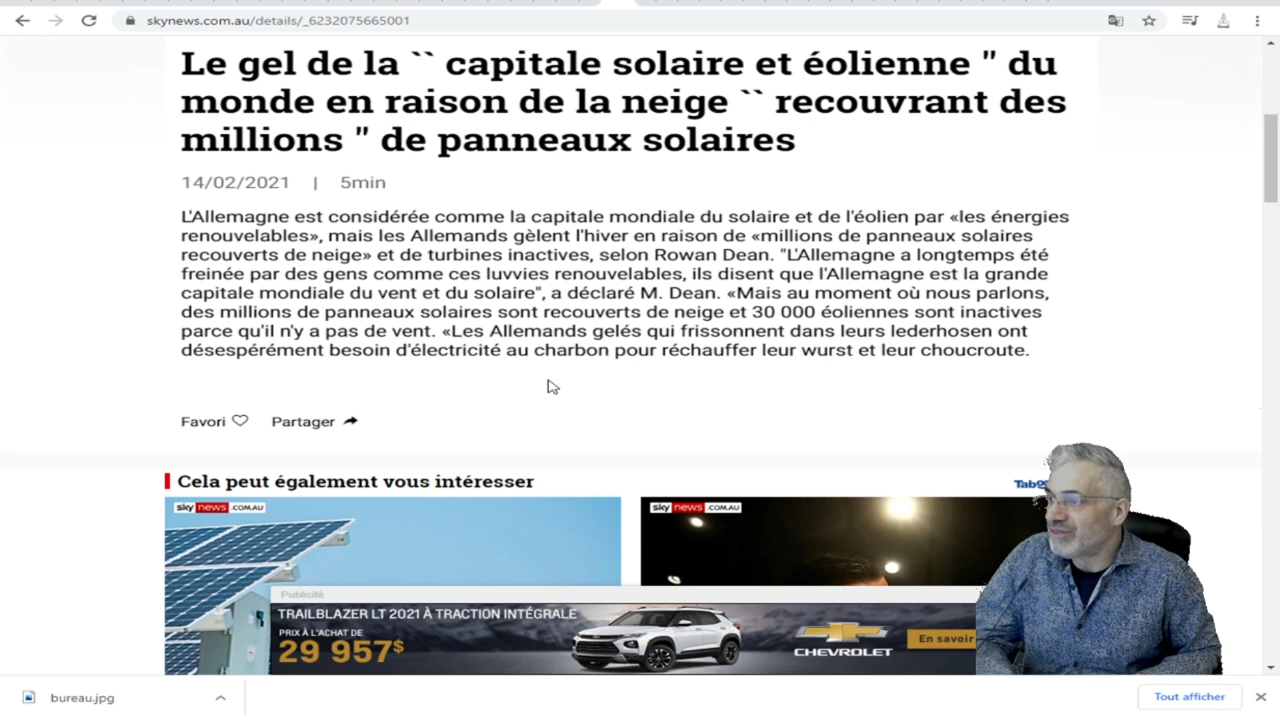 skynews.com.au/details/_6232075665001
Le gel de la `` capitale solaire et éolienne " du
monde en raison de la neige `` recouvrant des
millions " de panneaux solaires
14/02/2021 | 5min
L'Allemagne est considérée comme la capitale mondiale du solaire et de l'éolien par «les énergies
renouvelables», mais les Allemands gèlent l'hiver en raison de «millions de panneaux solaires
recouverts de neige» et de turbines inactives, selon Rowan Dean. "L'Allemagne a longtemps été
freinée par des gens comme ces luvvies renouvelables, ils disent que l'Allemagne est la grande
capitale mondiale du vent et du solaire", a déclaré M. Dean. «Mais au moment où nous parlons,
des millions de panneaux solaires sont recouverts de neige et 30 000 éoliennes sont inactives
parce qu'il n'y a pas de vent. «Les Allemands gelés qui frissonnent dans leurs lederhosen ont
désespérément besoin d'électricité au charbon pour réchauffer leur wurst et leur choucroute.
Favori Partager
Cela peut également vous intéresser
sky news .COM.AU
sky news .COM.AU
Publicité
TRAILBLAZER LT 2021 À TRACTION INTÉGRALE
PRIX À L'ACHAT DE
29 957$
CHEVROLET
En savoir
bureau.jpg
Tout afficher